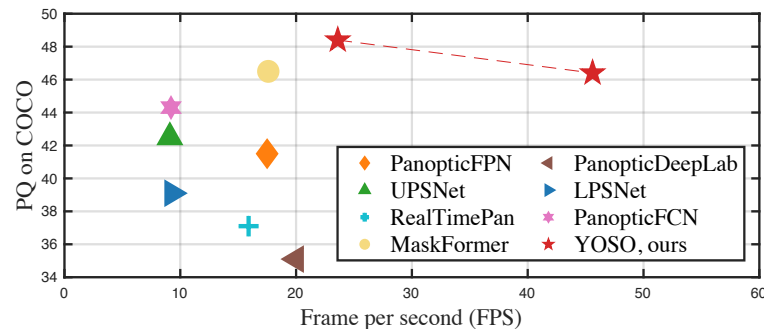 50
48
46
44
42
40
38
36
34
PQ on COCO
PanopticFPN
UPSNet
RealTimePan
MaskFormer
PanopticDeepLab
LPSNet
PanopticFCN
YOSO, ours
0 10 20 30 40 50 60
Frame per second (FPS)